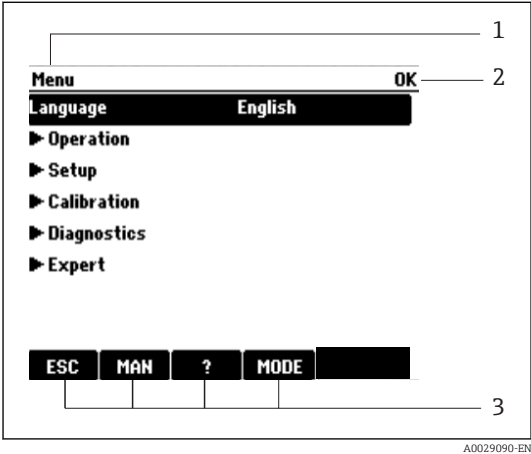 1
Menu OK 2
Language English
Operation
Setup
Calibration
Diagnostics
Expert
ESC MAN ? MODE
3
A0029090-EN